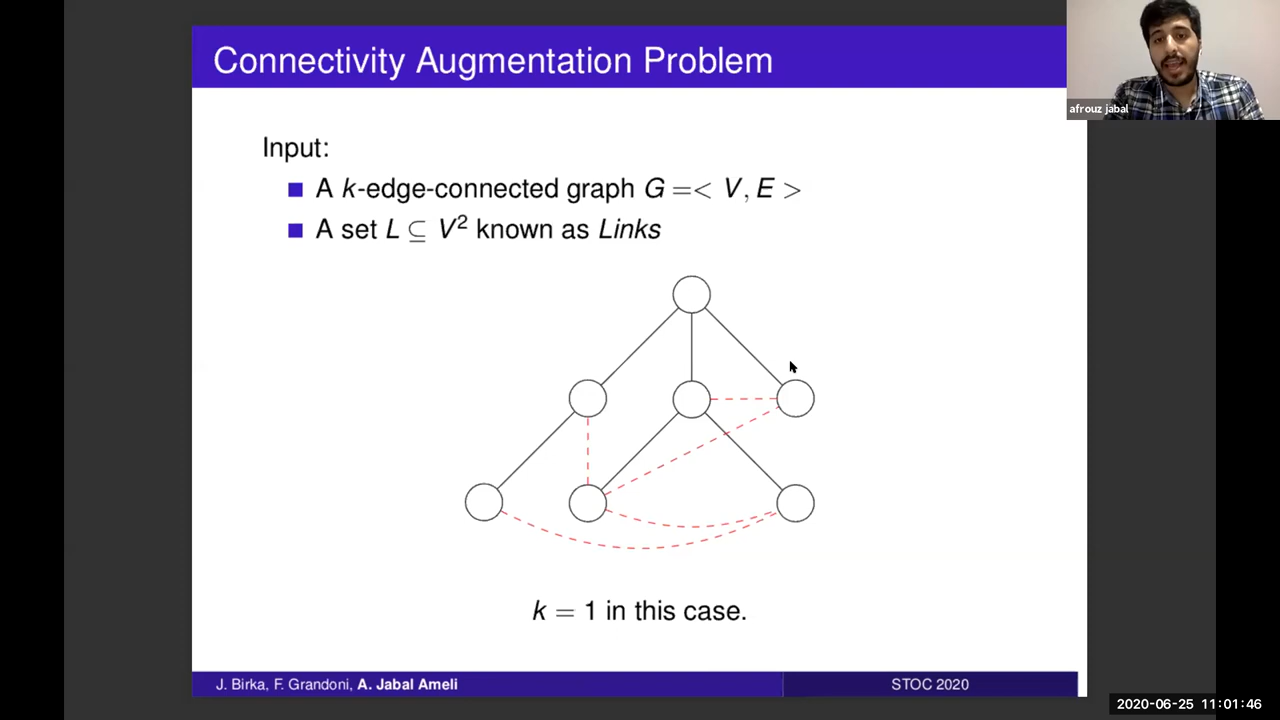 Connectivity Augmentation Problem
afrouz jabal
Input:
A k-edge-connected graph G =< V, E >
A set L ⊆ V² known as Links
k = 1 in this case.
J. Birka, F. Grandoni, A. Jabal Ameli
STOC 2020
2020-06-25 11:01:46